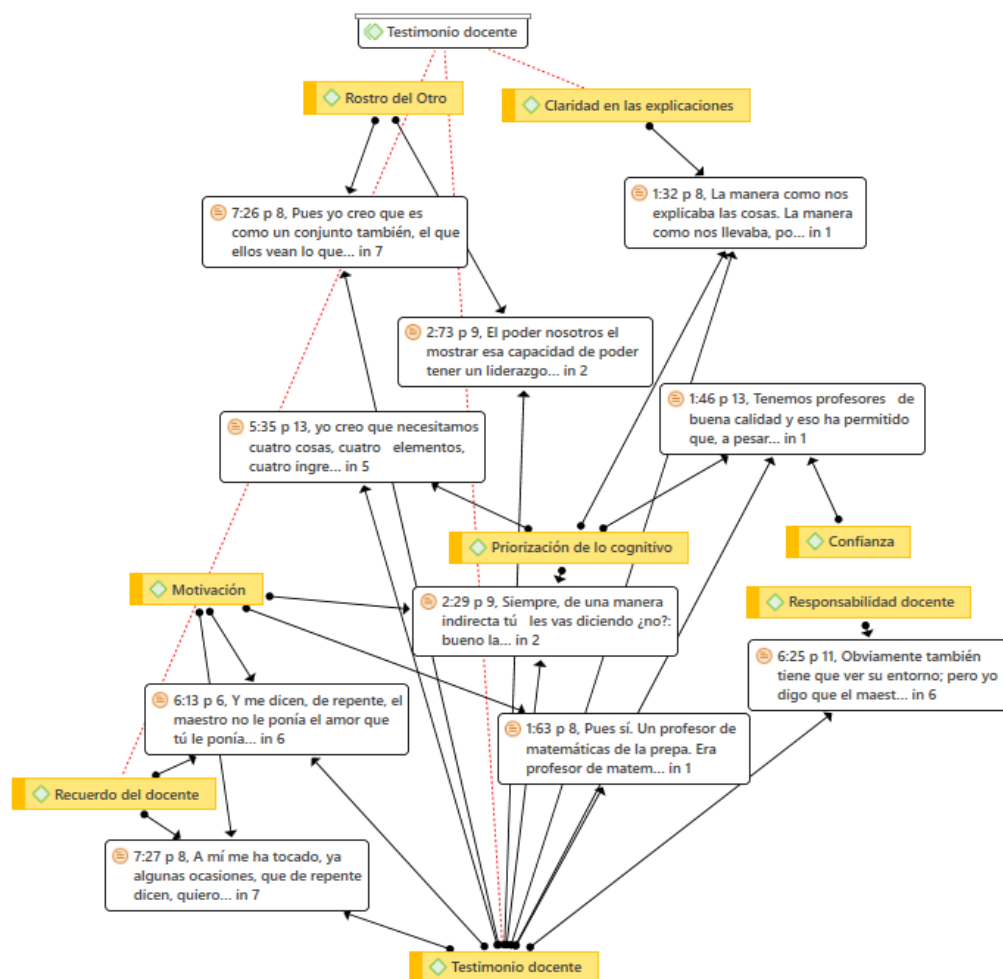 Testimonio docente
Rostro del Otro
Claridad en las explicaciones
7:26 p 8, Pues yo creo que es
como un conjunto también, el que
ellos vean lo que... in 7
1:32 p 8, La manera como nos
explicaba las cosas. La manera
como nos llevaba, po... in 1
2:73 p 9, El poder nosotros el
mostrar esa capacidad de poder
tener un liderazgo... in 2
5:35 p 13, yo creo que necesitamos
cuatro cosas, cuatro elementos,
cuatro ingre... in 5
1:46 p 13, Tenemos profesores de
buena calidad y eso ha permitido
que, a pesar... in 1
Priorización de lo cognitivo
Confianza
Motivación
2:29 p 9, Siempre, de una manera
indirecta tú les vas diciendo ¿no?:
bueno la... in 2
Responsabilidad docente
6:25 p 11, Obviamente también
tiene que ver su entorno; pero yo
digo que el maest... in 6
6:13 p 6, Y me dicen, de repente, el
maestro no le ponía el amor que
tú le ponía... in 6
1:63 p 8, Pues sí. Un profesor de
matemáticas de la prepa. Era
profesor de matem... in 1
Recuerdo del docente
7:27 p 8, A mí me ha tocado, ya
algunas ocasiones, que de repente
dicen, quiero... in 7
Testimonio docente